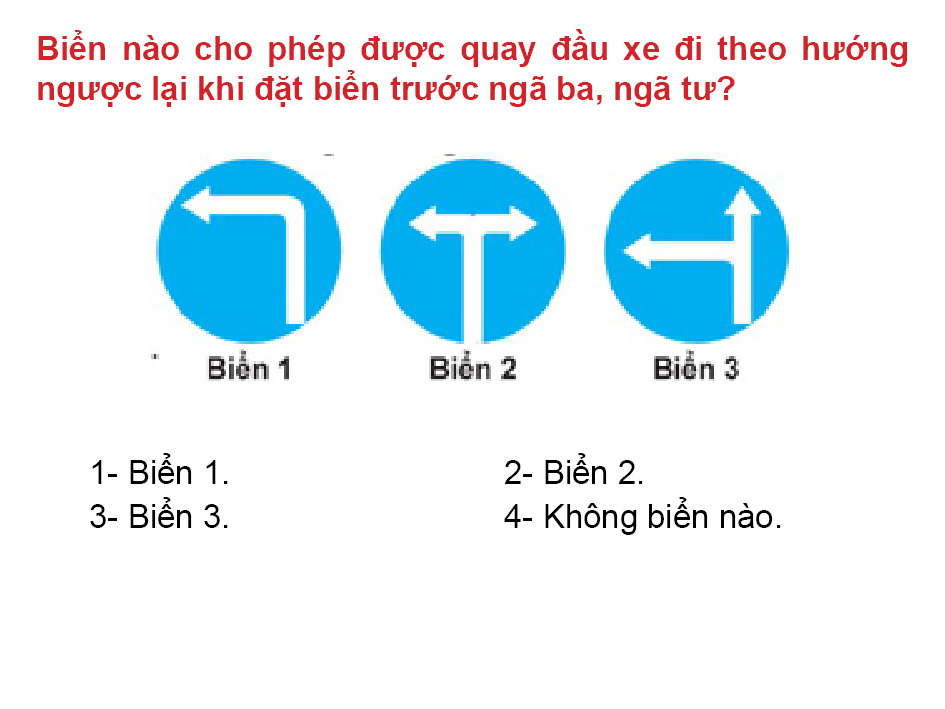 Biển nào cho phép được quay đầu xe đi theo hướng
ngược lại khi đặt biển trước ngã ba, ngã tư?
Biển 1 Biển 2 Biển 3
1- Biển 1. 2- Biển 2.
3- Biển 3. 4- Không biển nào.